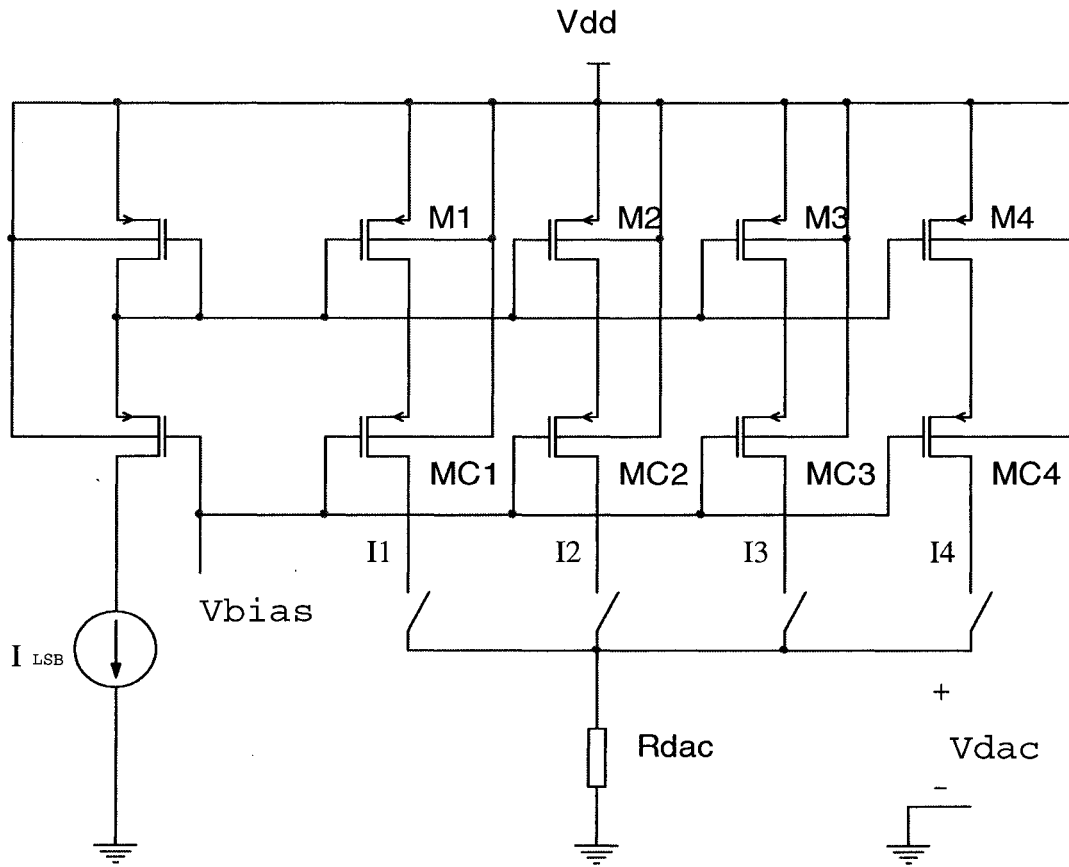 Vdd
M1
M2
M3
M4
MC1
MC2
MC3
MC4
I1
I2
I3
I4
Vbias
I LSB
+
Rdac
Vdac
-